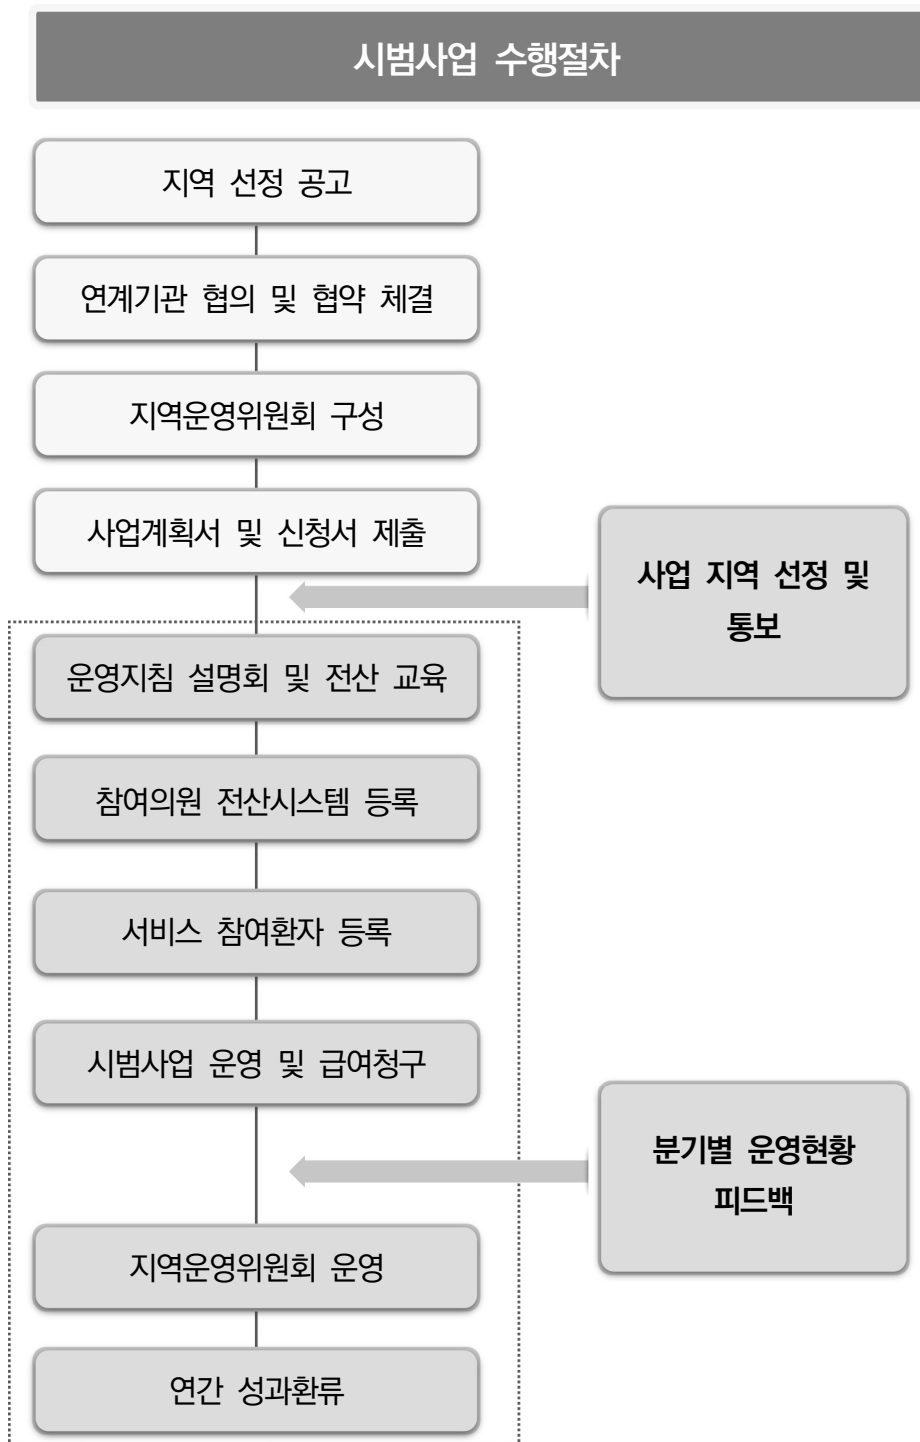 시범사업 수행절차
지역 선정 공고
연계기관 협의 및 협약 체결
지역운영위원회 구성
사업계획서 및 신청서 제출
사업 지역 선정 및
통보
운영지침 설명회 및 전산 교육
참여의원 전산시스템 등록
서비스 참여환자 등록
시범사업 운영 및 급여청구
분기별 운영현황
피드백
지역운영위원회 운영
연간 성과환류